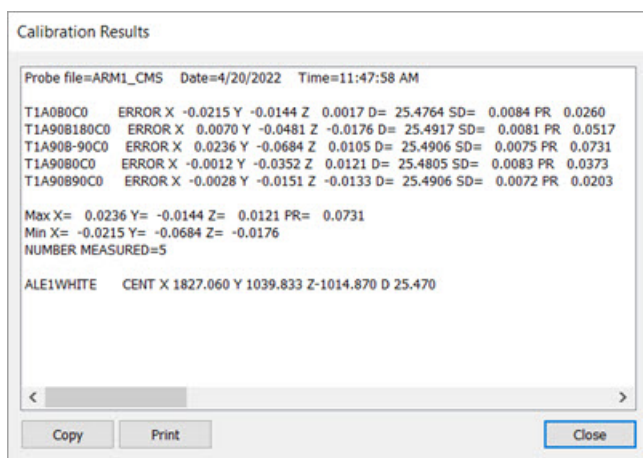 Calibration Results
Probe file=ARM1_CMS Date=4/20/2022 Time=11:47:58 AM
T1A0B0C0 ERROR X -0.0215 Y -0.0144 Z 0.0017 D= 25.4764 SD= 0.0084 PR 0.0260
T1A90B180C0 ERROR X 0.0070 Y -0.0481 Z -0.0176 D= 25.4917 SD= 0.0081 PR 0.0517
T1A90B-90C0 ERROR X 0.0236 Y -0.0684 Z 0.0105 D= 25.4906 SD= 0.0075 PR 0.0731
T1A90B0C0 ERROR X -0.0012 Y -0.0352 Z 0.0121 D= 25.4805 SD= 0.0083 PR 0.0373
T1A90B90C0 ERROR X -0.0028 Y -0.0151 Z -0.0133 D= 25.4906 SD= 0.0072 PR 0.0203
Max X= 0.0236 Y= -0.0144 Z= 0.0121 PR= 0.0731
Min X= -0.0215 Y= -0.0684 Z= -0.0176
NUMBER MEASURED=5
ALE1WHITE CENT X 1827.060 Y 1039.833 Z-1014.870 D 25.470
Copy Print Close